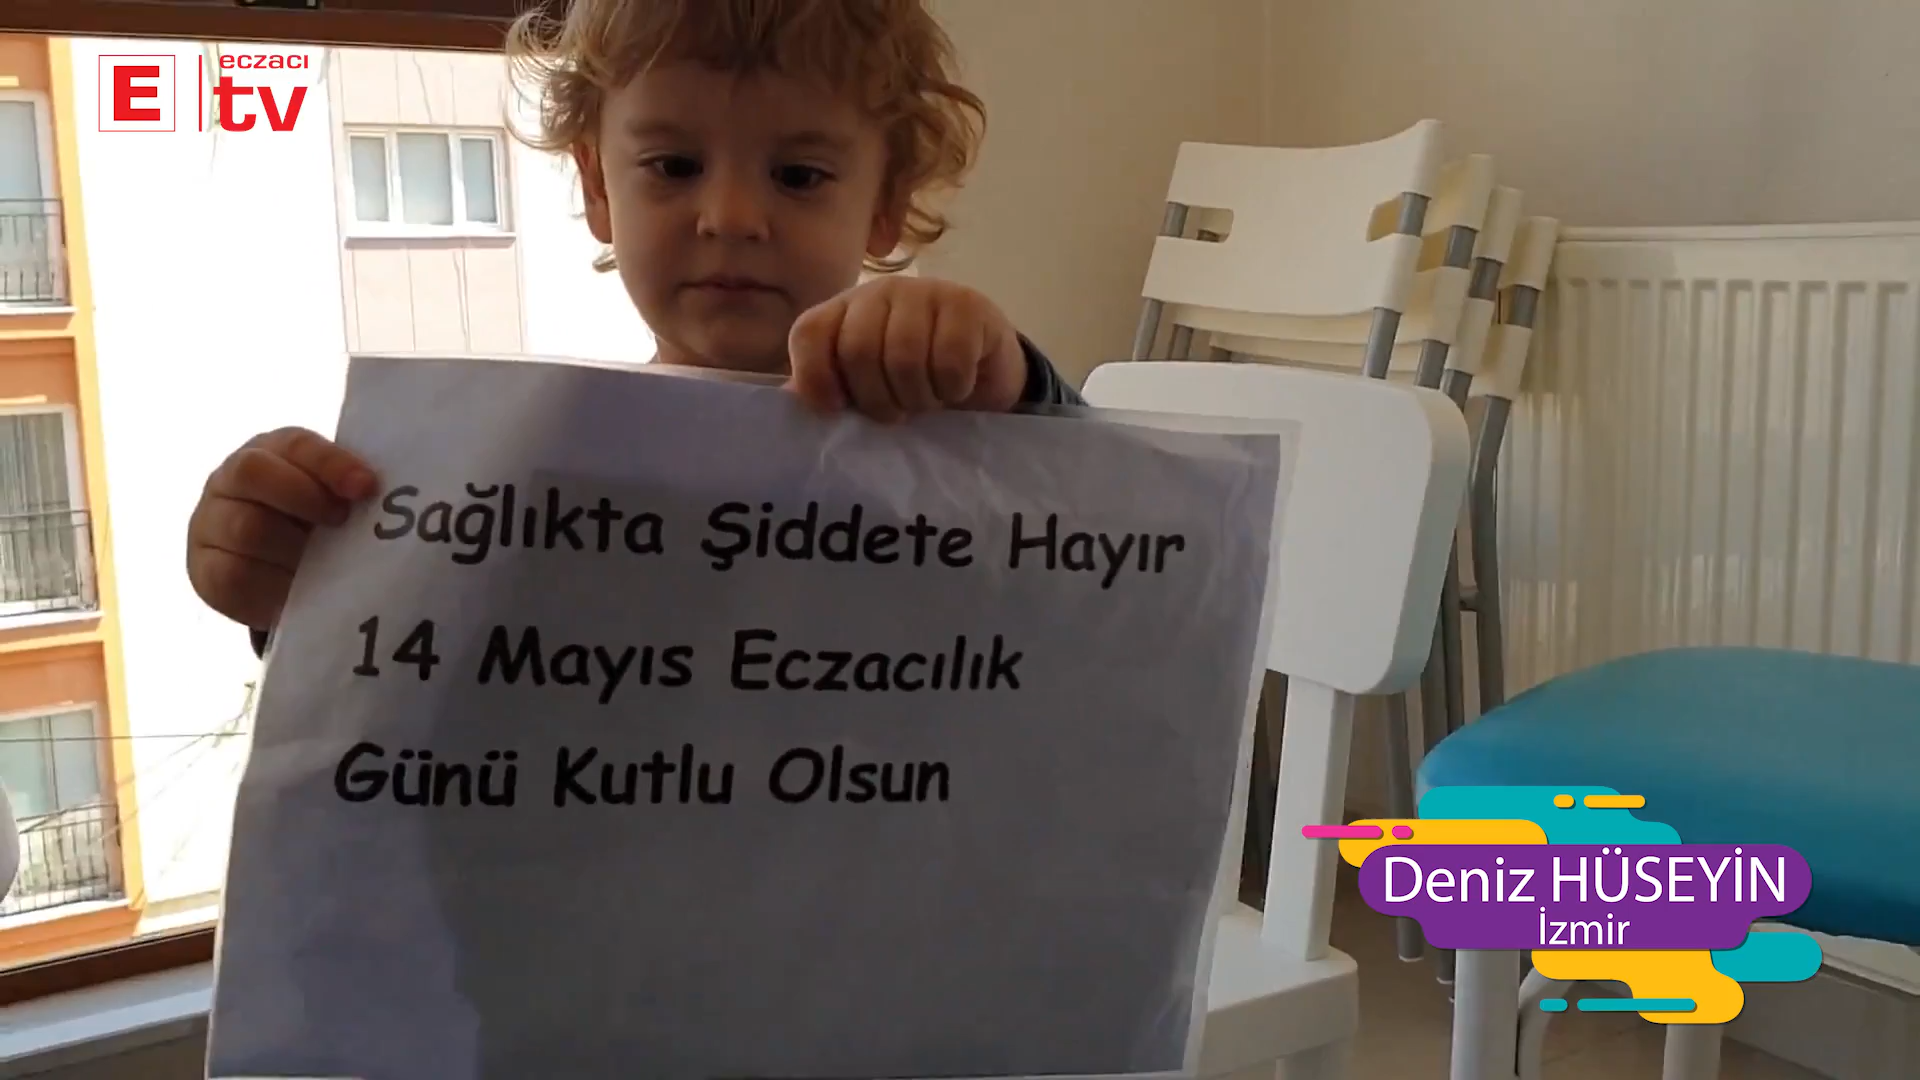 E
eczacı
tv
Sağlıkta Şiddete Hayır
14 Mayıs Eczacılık
Günü Kutlu Olsun
Deniz HÜSEYİN
İzmir